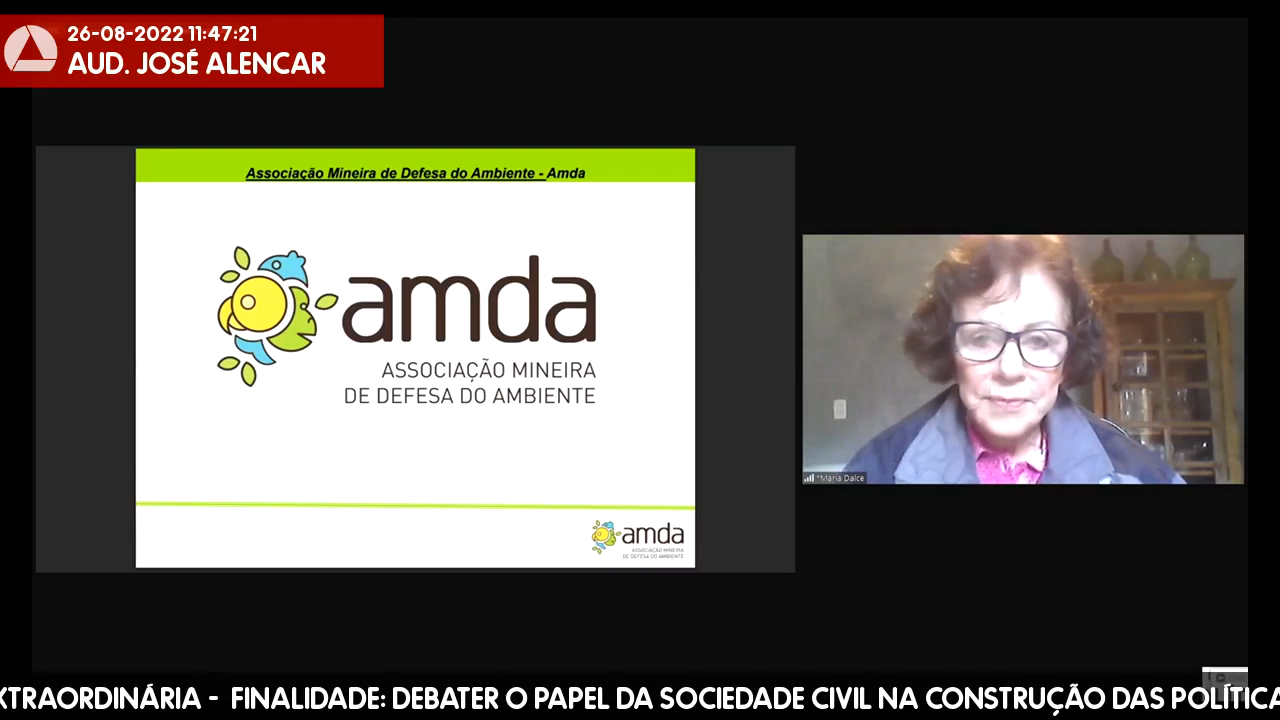 26-08-2022 11:47:21
AUD. JOSÉ ALENCAR
Associação Mineira de Defesa do Ambiente - Amda
amda
ASSOCIAÇÃO MINEIRA
DE DEFESA DO AMBIENTE
amda
ASSOCIAÇÃO MINEIRA
DE DEFESA DO AMBIENTE
*Maria Dalce
XTRAORDINÁRIA - FINALIDADE: DEBATER O PAPEL DA SOCIEDADE CIVIL NA CONSTRUÇÃO DAS POLÍTICA